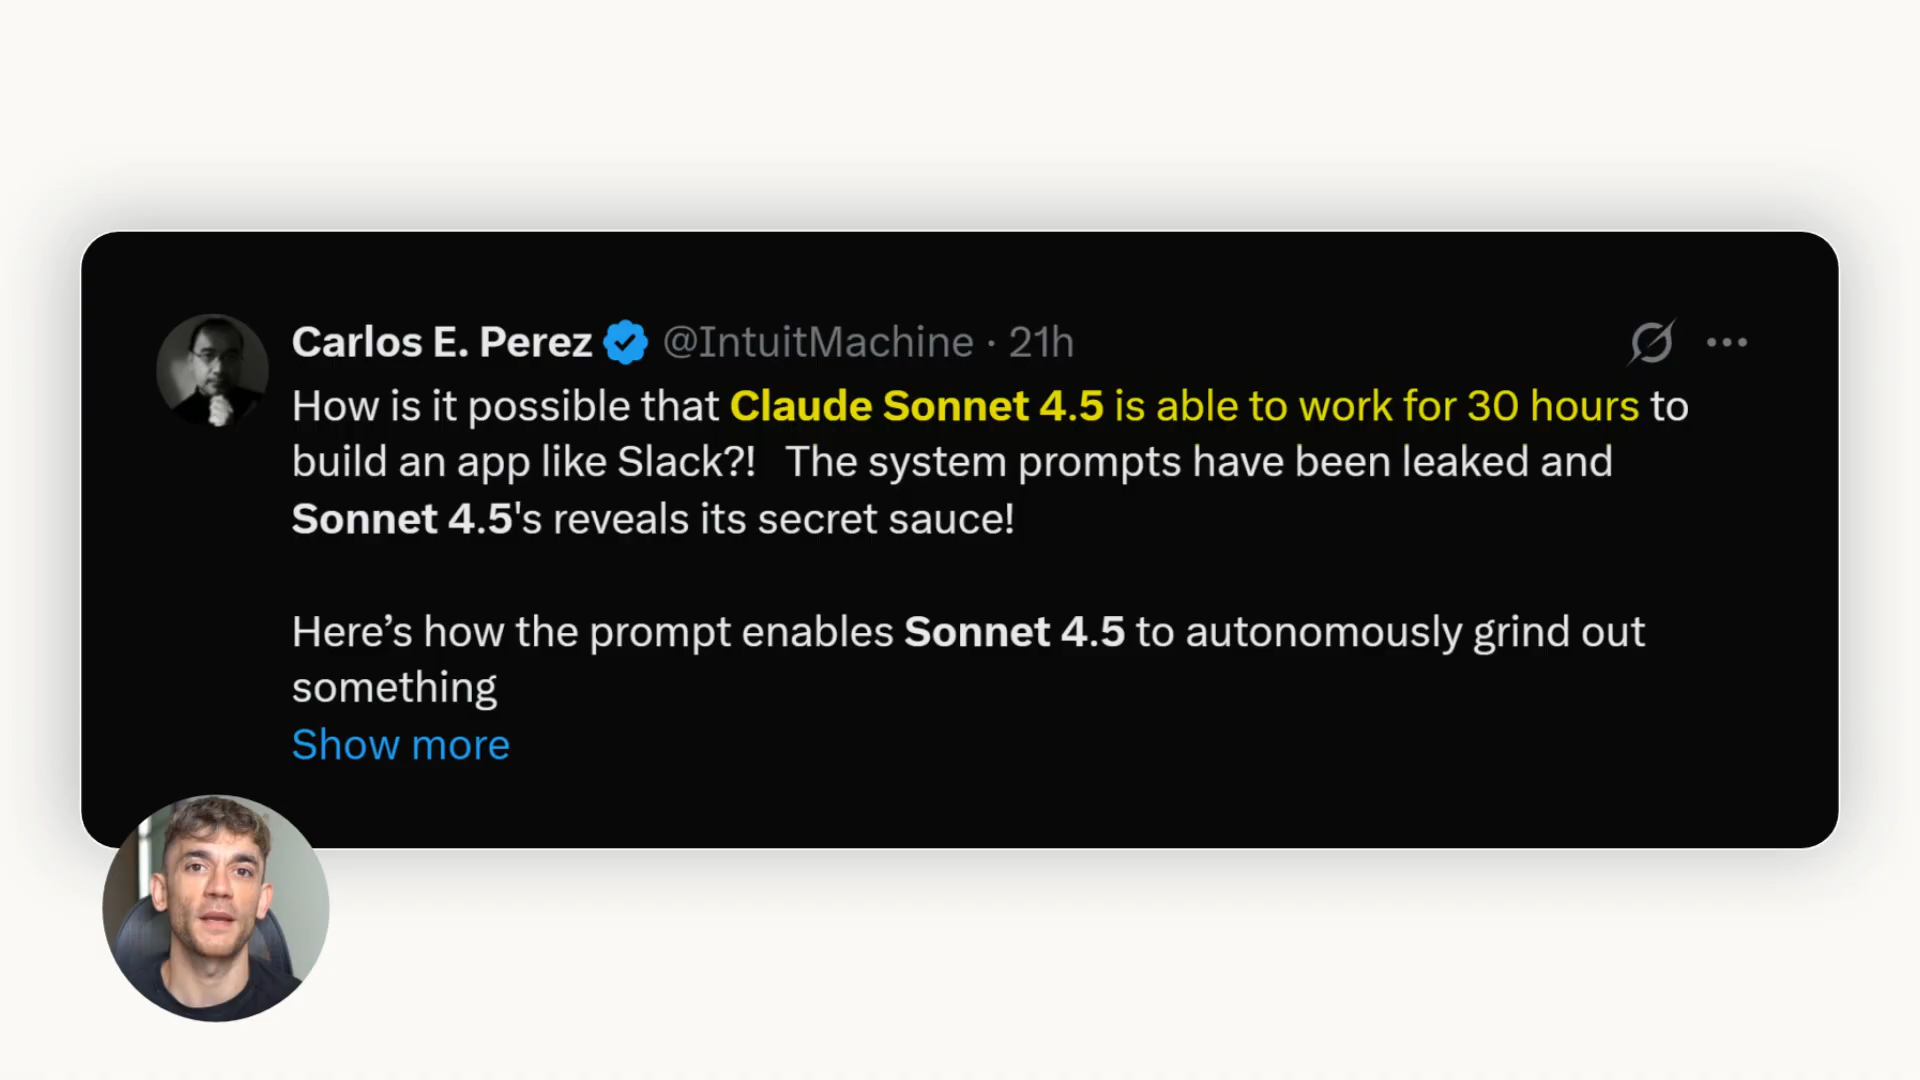 Carlos E. Perez @IntuitMachine · 21h
How is it possible that Claude Sonnet 4.5 is able to work for 30 hours to
build an app like Slack?! The system prompts have been leaked and
Sonnet 4.5's reveals its secret sauce!
Here’s how the prompt enables Sonnet 4.5 to autonomously grind out
something
Show more